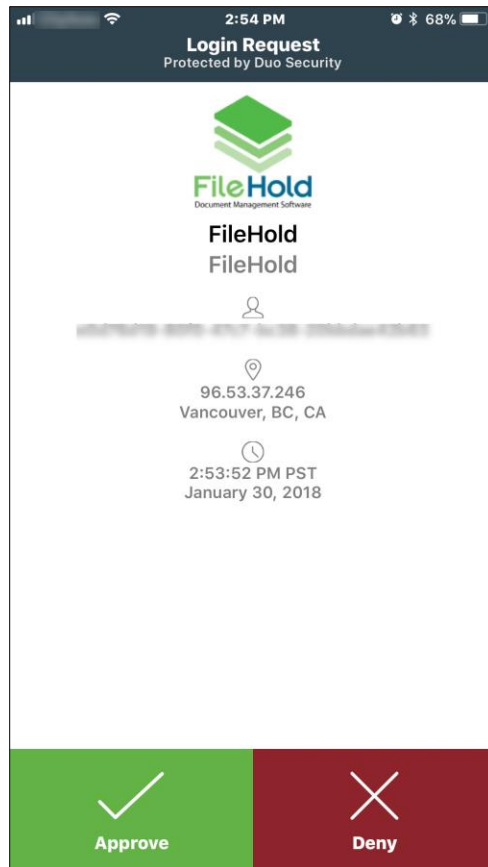 2:54 PM
68%
Login Request
Protected by Duo Security
FileHold
Document Management Software
FileHold
FileHold
96.53.37.246
Vancouver, BC, CA
2:53:52 PM PST
January 30, 2018
Approve
Deny